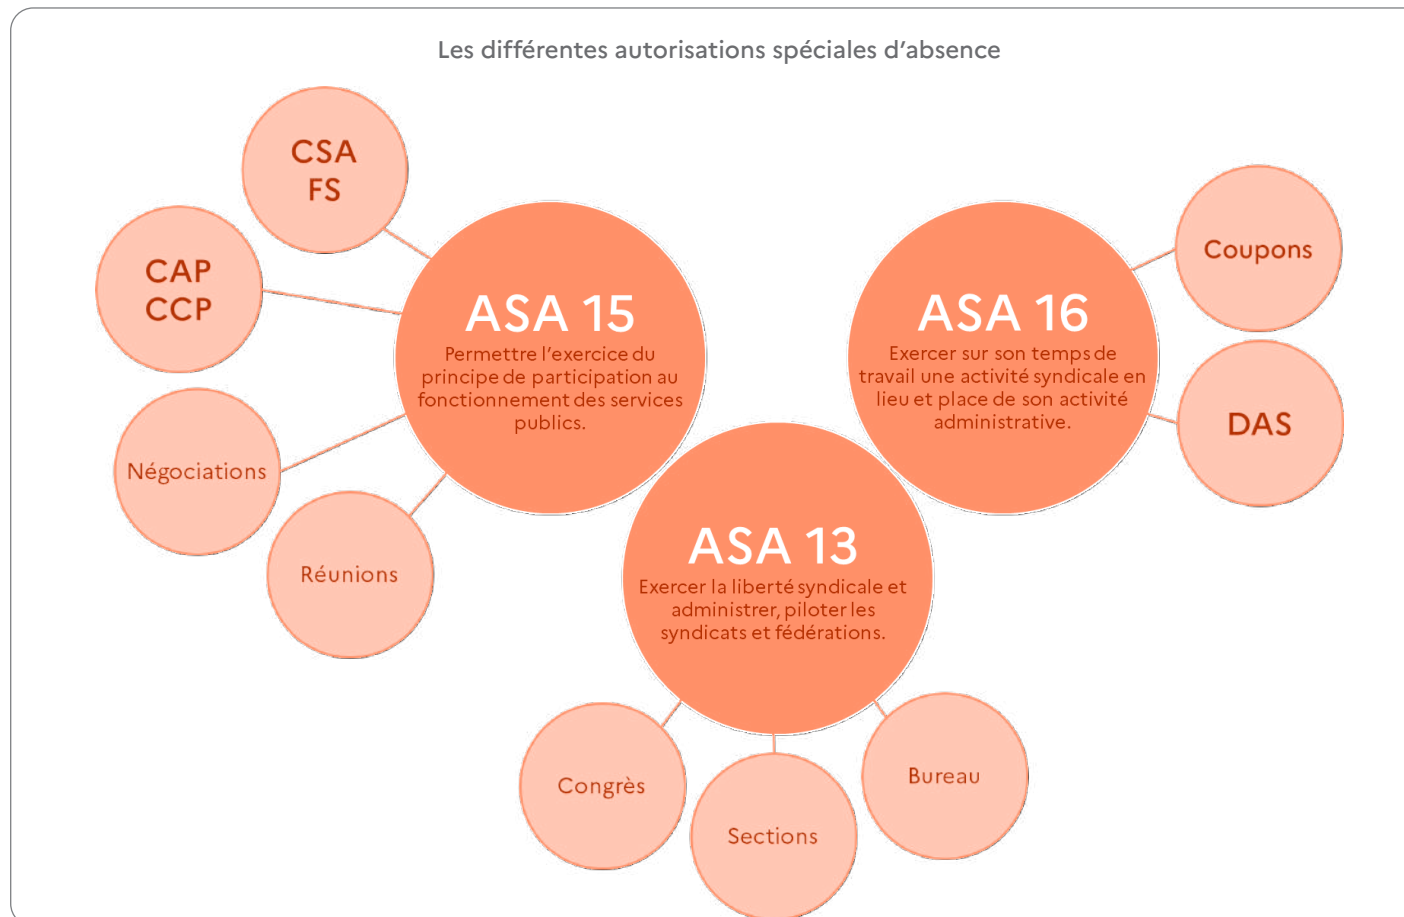 Les différentes autorisations spéciales d’absence
CSA
FS
CAP
CCP
Négociations
Réunions
ASA 15
Permettre l’exercice du
principe de participation au
fonctionnement des services
publics.
ASA 16
Exercer sur son temps de
travail une activité syndicale en
lieu et place de son activité
administrative.
Coupons
DAS
ASA 13
Exercer la liberté syndicale et
administrer, piloter les
syndicats et fédérations.
Congrès
Sections
Bureau